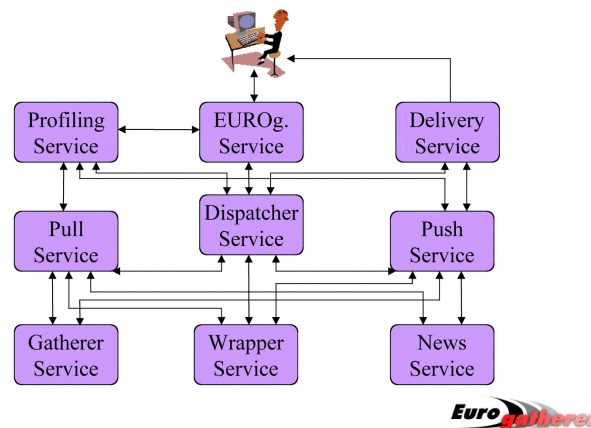 Profiling
Service
EUROg.
Service
Delivery
Service
Pull
Service
Dispatcher
Service
Push
Service
Gatherer
Service
Wrapper
Service
News
Service
Euro
gatherer